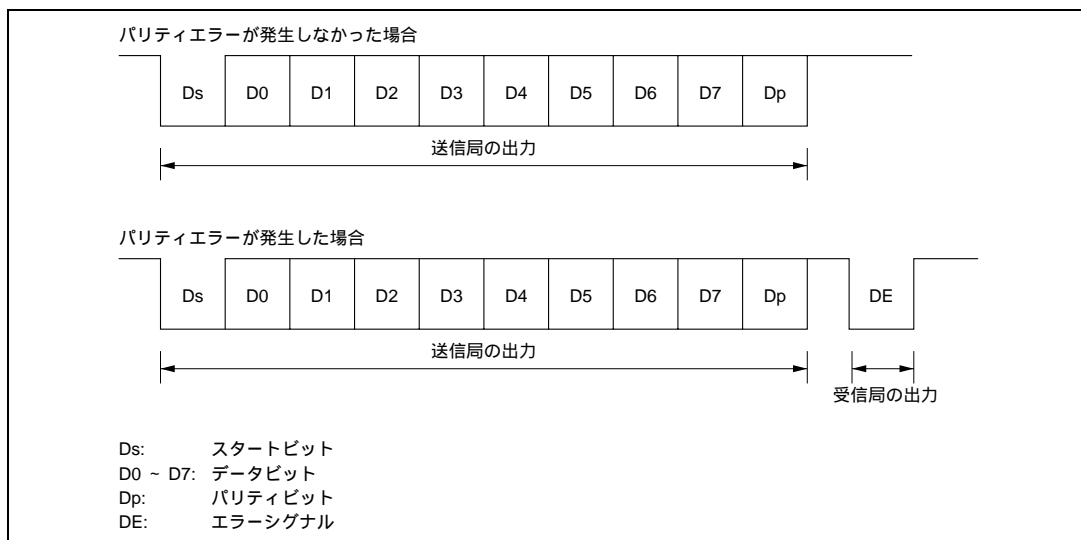 パリティエラーが発生しなかった場合
Ds D0 D1 D2 D3 D4 D5 D6 D7 Dp
送信局の出力
パリティエラーが発生した場合
Ds D0 D1 D2 D3 D4 D5 D6 D7 Dp DE
送信局の出力
受信局の出力
Ds: スタートビット
D0 ~ D7: データビット
Dp: パリティビット
DE: エラーシグナル